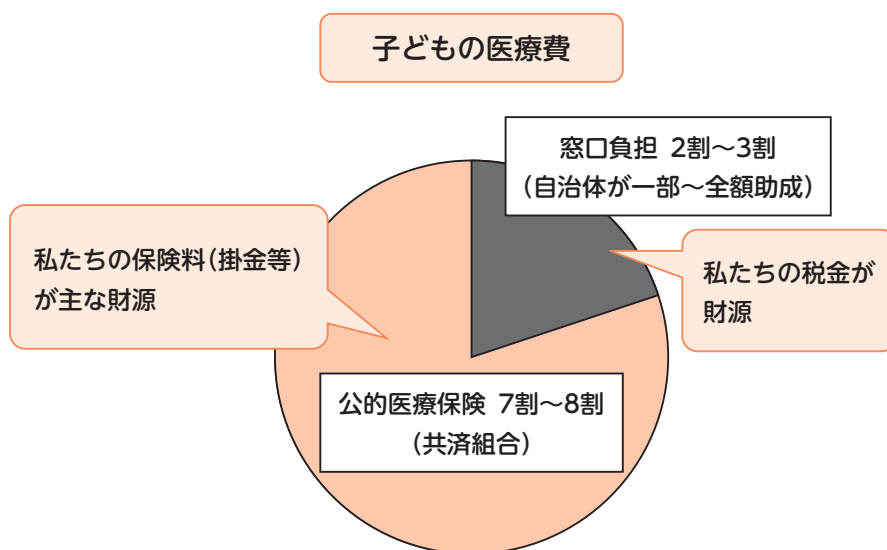 子どもの医療費
窓口負担 2割〜3割
（自治体が一部〜全額助成）
私たちの保険料（掛金等）
が主な財源
私たちの税金が
財源
公的医療保険 7割〜8割
（共済組合）